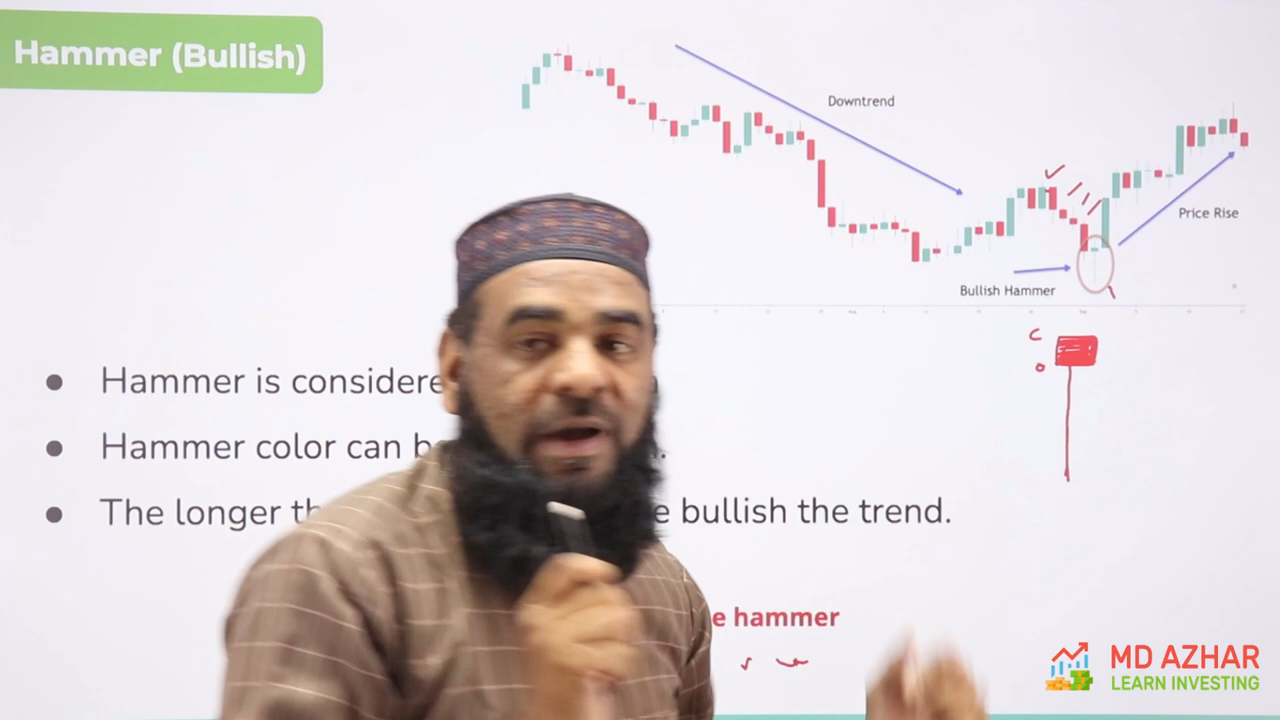 Hammer (Bullish)
Downtrend
Price Rise
Bullish Hammer
C
O
Hammer is considere
Hammer color can b
The longer th e bullish the trend.
e hammer
MD AZHAR
LEARN INVESTING